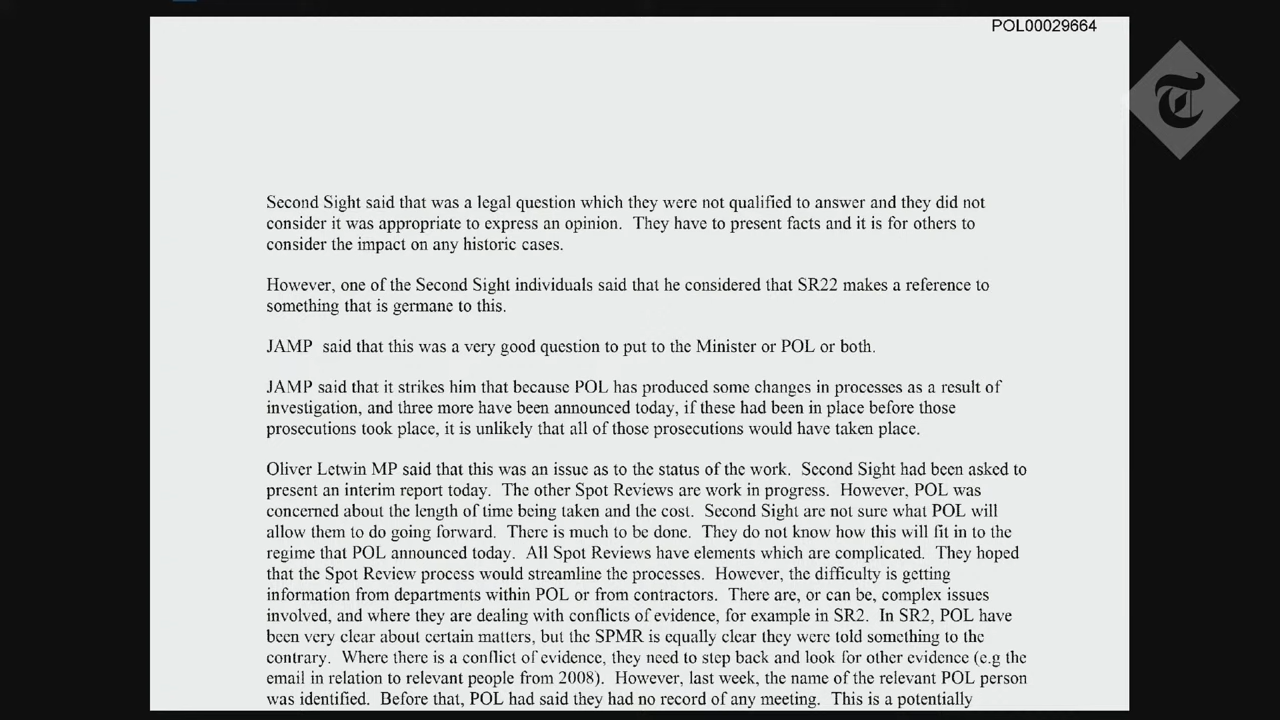 POL00029664
T
Second Sight said that was a legal question which they were not qualified to answer and they did not
consider it was appropriate to express an opinion. They have to present facts and it is for others to
consider the impact on any historic cases.
However, one of the Second Sight individuals said that he considered that SR22 makes a reference to
something that is germane to this.
JAMP said that this was a very good question to put to the Minister or POL or both.
JAMP said that it strikes him that because POL has produced some changes in processes as a result of
investigation, and three more have been announced today, if these had been in place before those
prosecutions took place, it is unlikely that all of those prosecutions would have taken place.
Oliver Letwin MP said that this was an issue as to the status of the work. Second Sight had been asked to
present an interim report today. The other Spot Reviews are work in progress. However, POL was
concerned about the length of time being taken and the cost. Second Sight are not sure what POL will
allow them to do going forward. There is much to be done. They do not know how this will fit in to the
regime that POL announced today. All Spot Reviews have elements which are complicated. They hoped
that the Spot Review process would streamline the processes. However, the difficulty is getting
information from departments within POL or from contractors. There are, or can be, complex issues
involved, and where they are dealing with conflicts of evidence, for example in SR2. In SR2, POL have
been very clear about certain matters, but the SPMR is equally clear they were told something to the
contrary. Where there is a conflict of evidence, they need to step back and look for other evidence (e.g the
email in relation to relevant people from 2008). However, last week, the name of the relevant POL person
was identified. Before that, POL had said they had no record of any meeting. This is a potentially